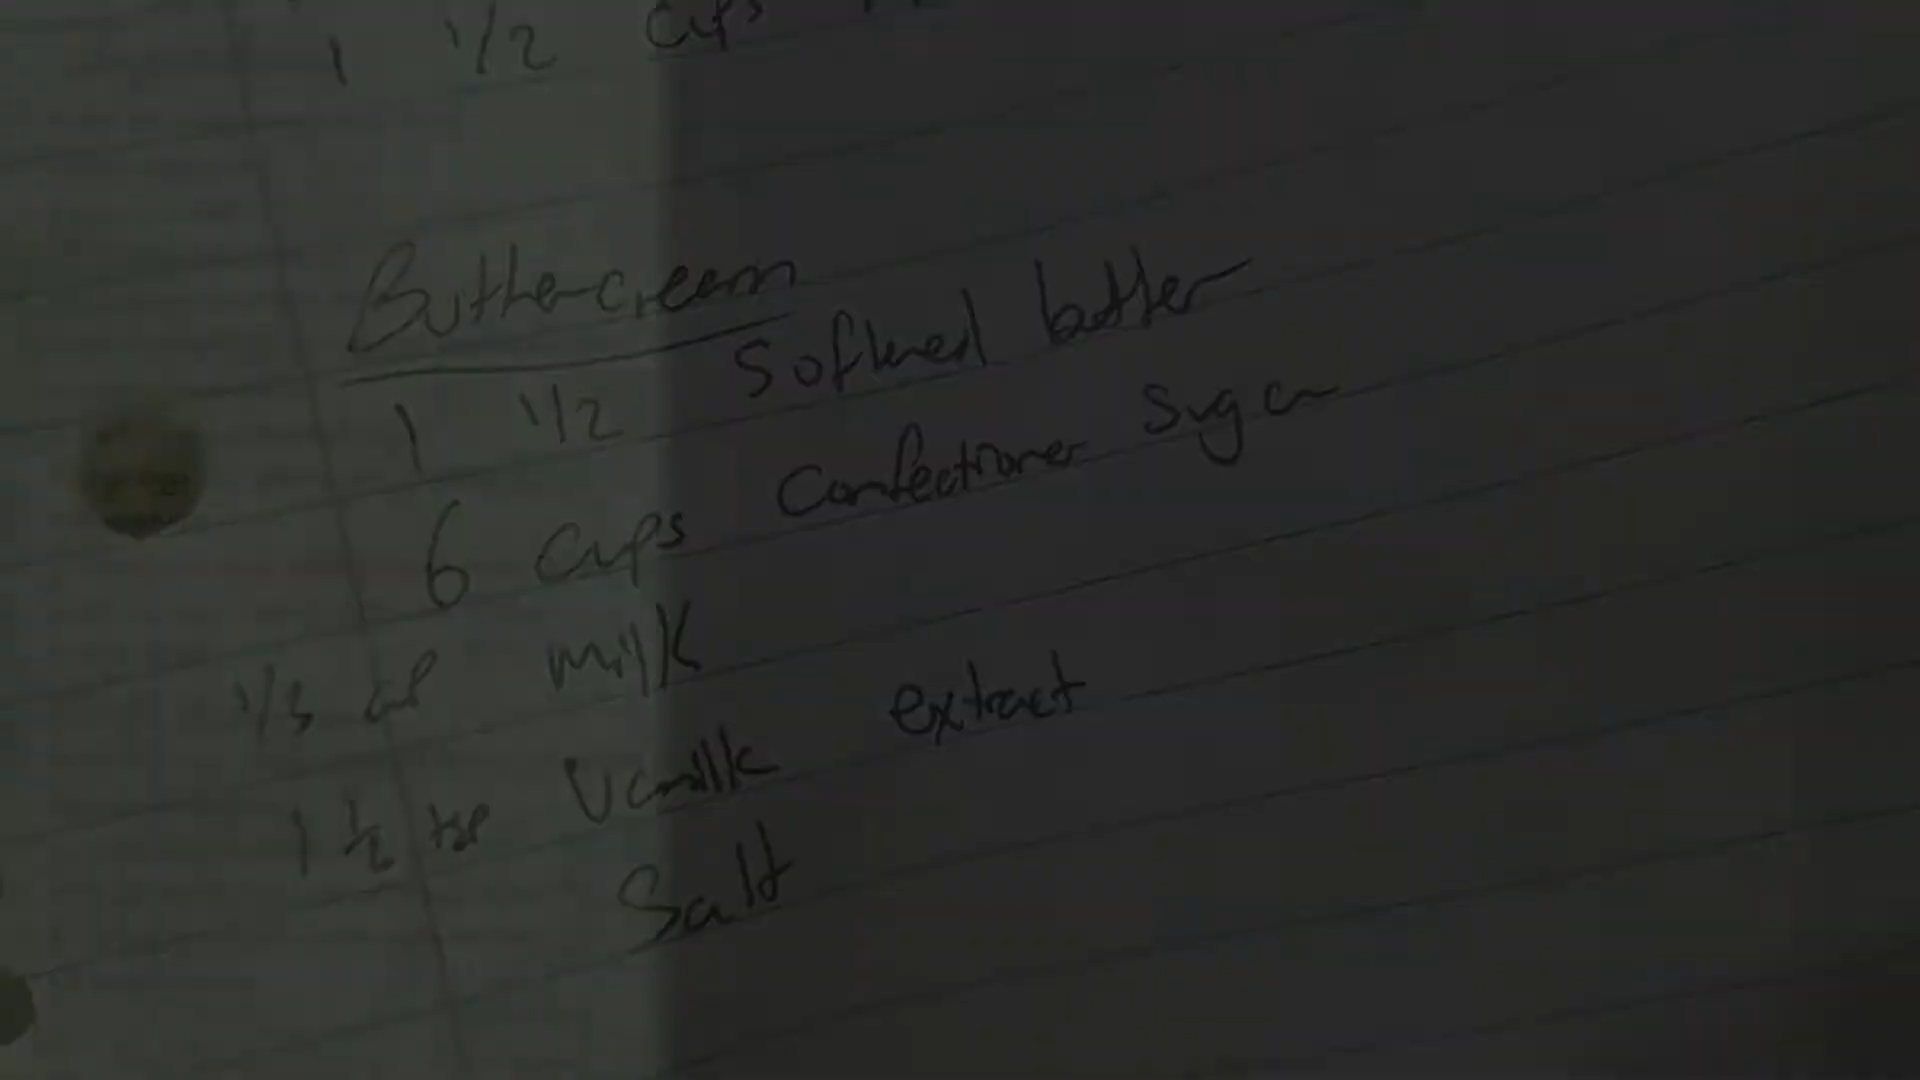 1 1/2 cups
Buttercream
1 1/2 softened butter
6 cups confectioner sugar
1/3 cup milk
1 1/2 tsp vanilla extract
Salt